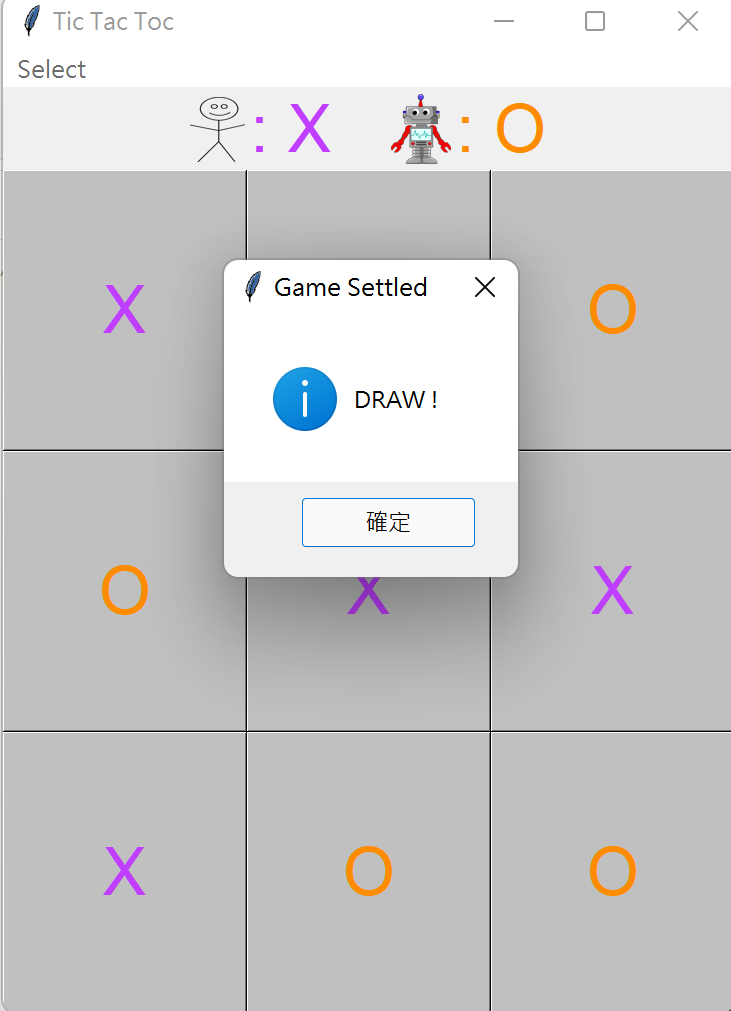 Tic Tac Toc
Select
: X : O
X O
Game Settled
DRAW !
確定
O X X
X O O